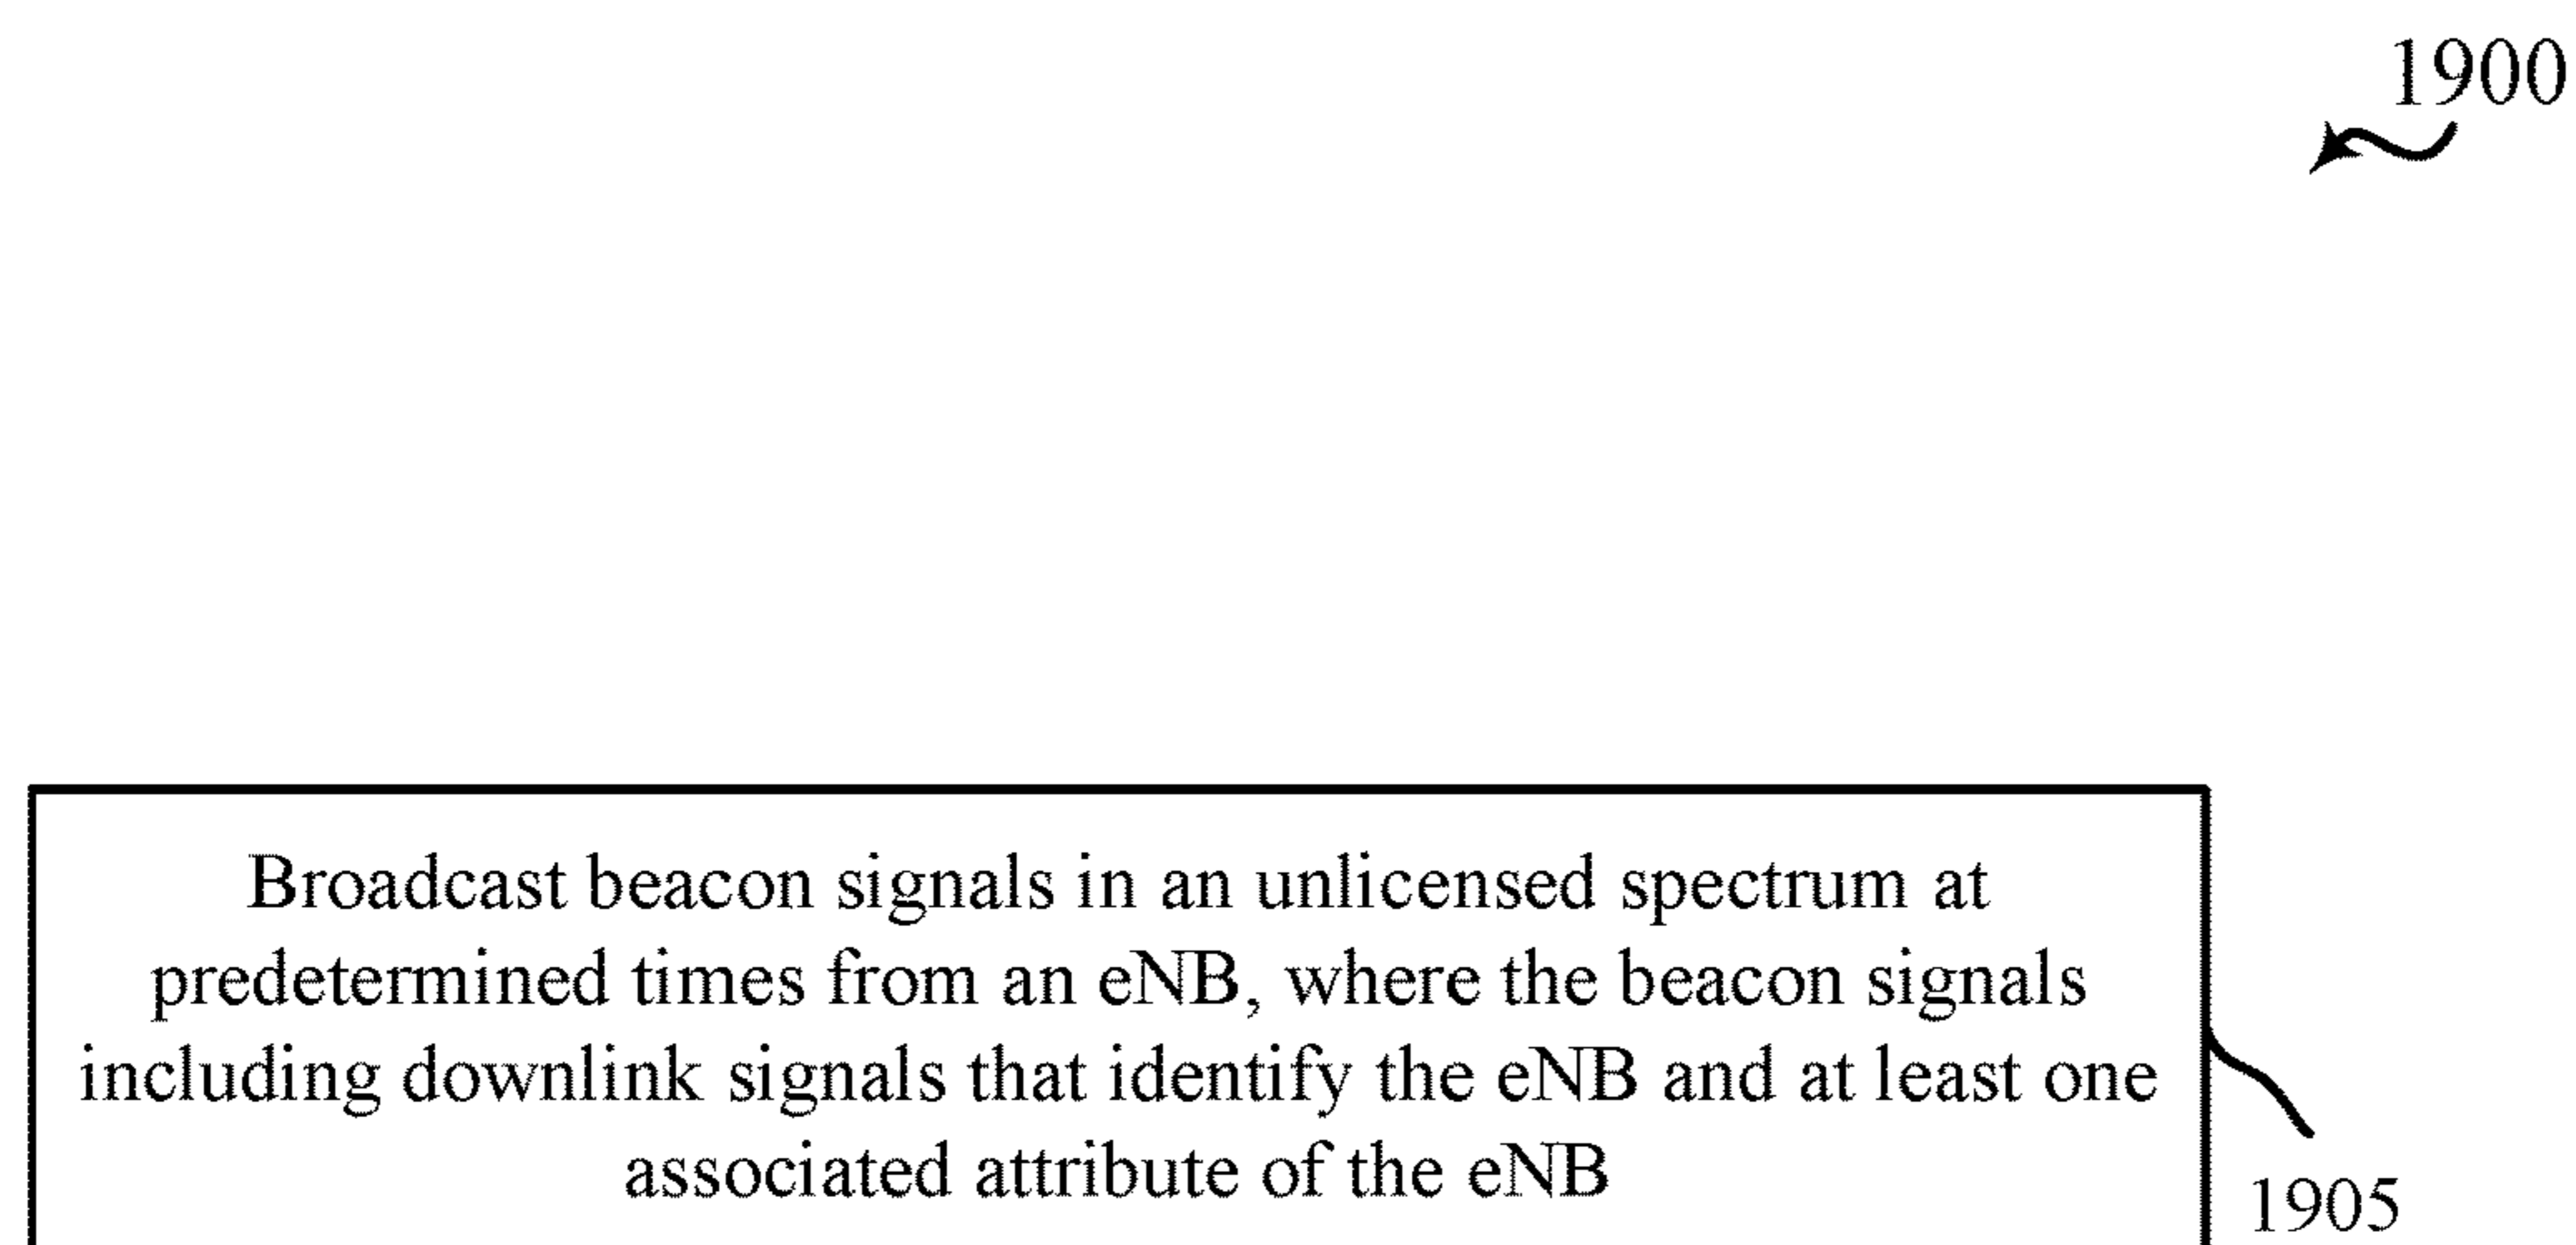 1900
Broadcast beacon signals in an unlicensed spectrum at
predetermined times from an eNB, where the beacon signals
including downlink signals that identify the eNB and at least one
associated attribute of the eNB
1905